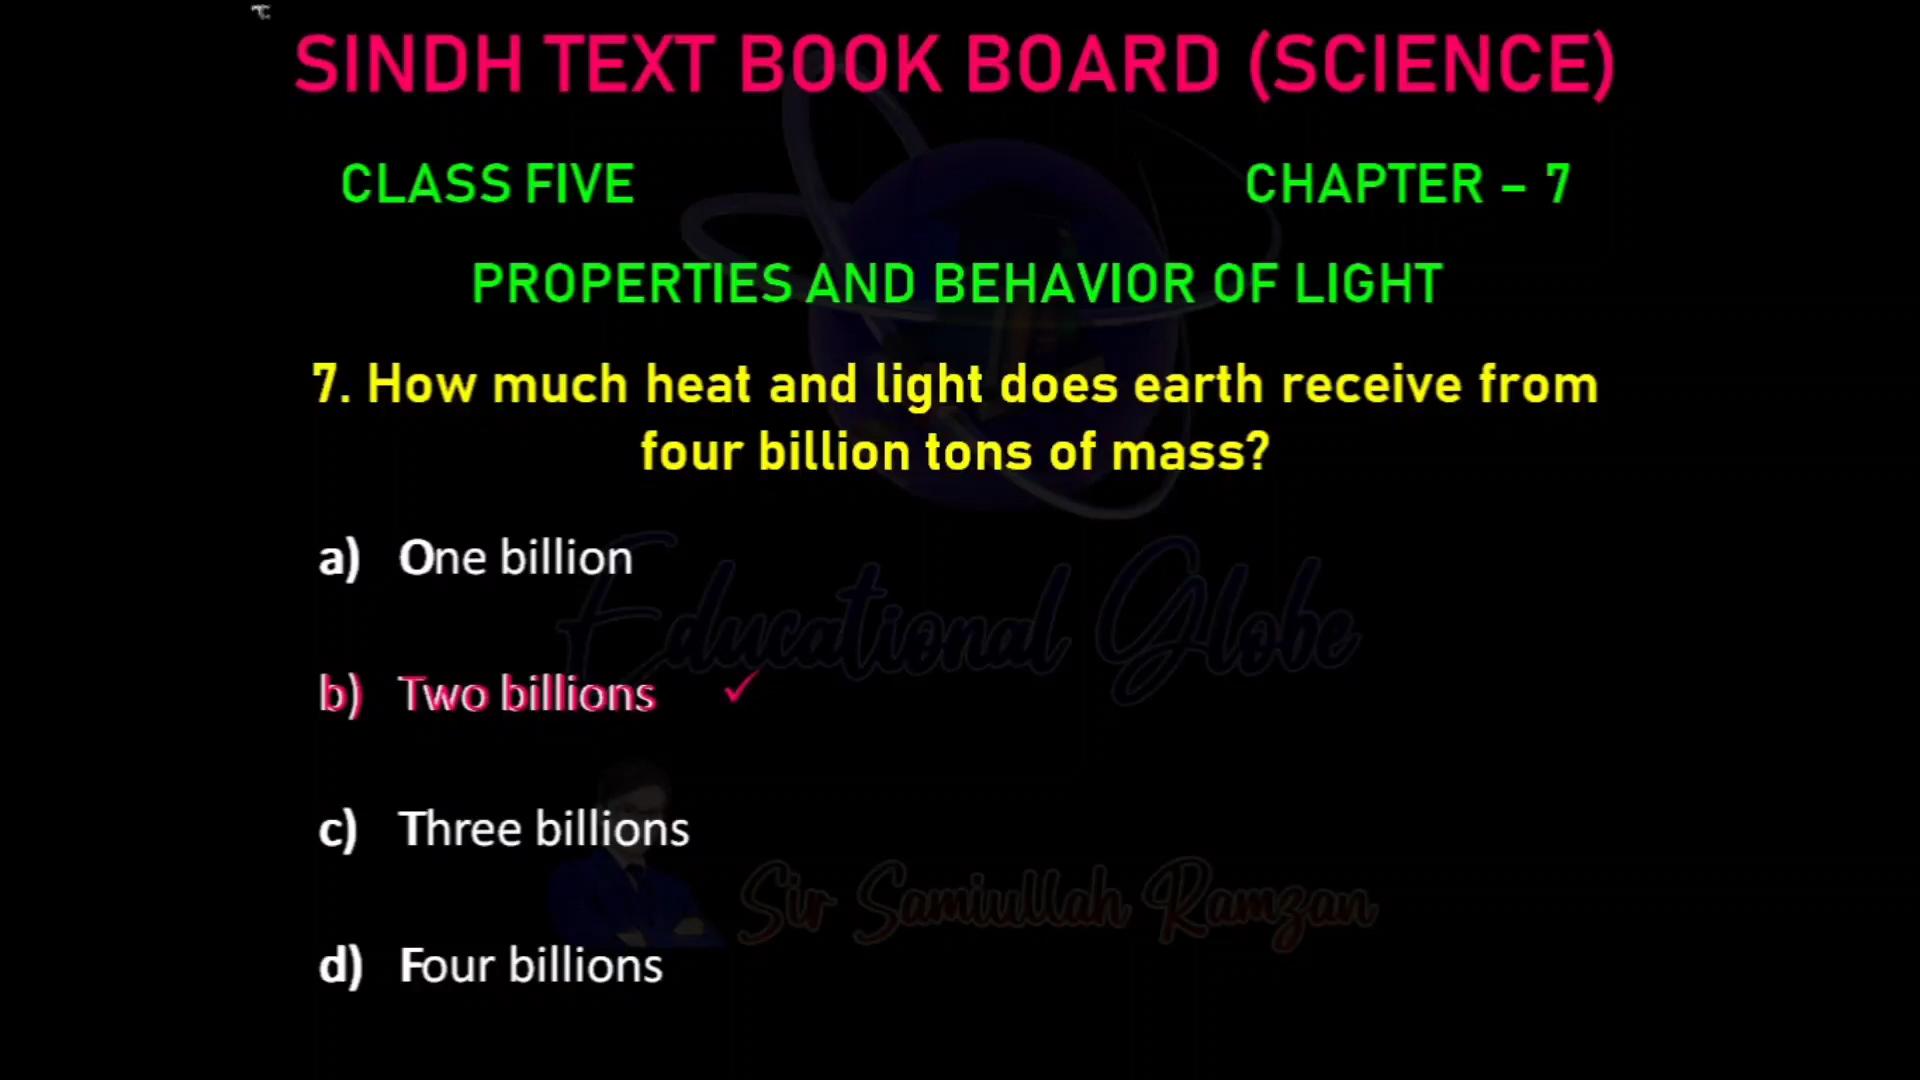 SINDH TEXT BOOK BOARD (SCIENCE)
CLASS FIVE CHAPTER – 7
PROPERTIES AND BEHAVIOR OF LIGHT
7. How much heat and light does earth receive from
four billion tons of mass?
a) One billion
Educational Globe
b) Two billions ✓
c) Three billions
Sir Samiullah Ramzan
d) Four billions